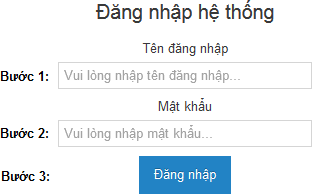 Đăng nhập hệ thống
Tên đăng nhập
Bước 1: Vui lòng nhập tên đăng nhập...
Mật khẩu
Bước 2: Vui lòng nhập mật khẩu...
Bước 3: Đăng nhập